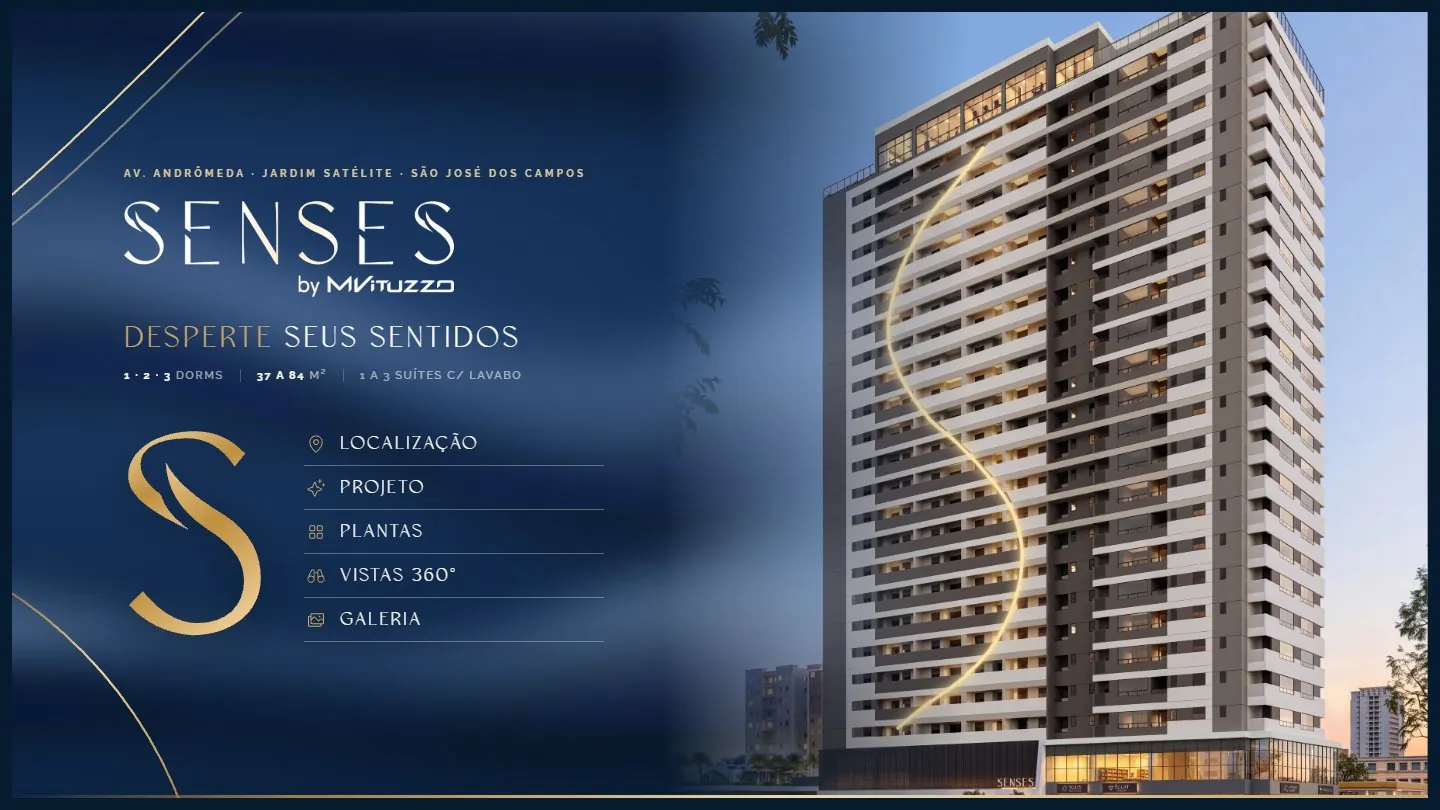 AV. ANDRÔMEDA · JARDIM SATÉLITE · SÃO JOSÉ DOS CAMPOS
SENSES
by MVituzzo
DESPERTE SEUS SENTIDOS
1 · 2 · 3 DORMS | 37 A 84 M² | 1 A 3 SUÍTES C/ LAVABO
S
LOCALIZAÇÃO
PROJETO
PLANTAS
VISTAS 360°
GALERIA
SENSES